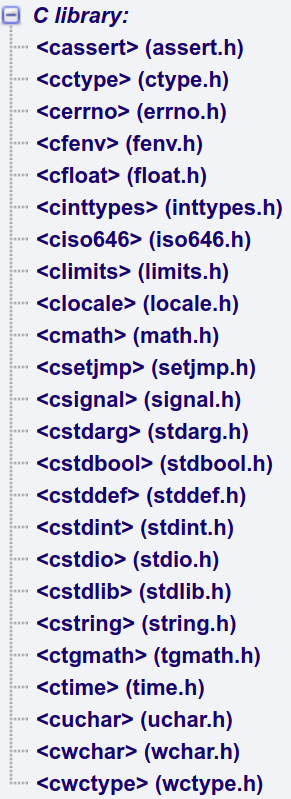 C library:
<cassert> (assert.h)
<cctype> (ctype.h)
<cerrno> (errno.h)
<cfenv> (fenv.h)
<cfloat> (float.h)
<cinttypes> (inttypes.h)
<ciso646> (iso646.h)
<climits> (limits.h)
<clocale> (locale.h)
<cmath> (math.h)
<csetjmp> (setjmp.h)
<csignal> (signal.h)
<cstdarg> (stdarg.h)
<cstdbool> (stdbool.h)
<cstddef> (stddef.h)
<cstdint> (stdint.h)
<cstdio> (stdio.h)
<cstdlib> (stdlib.h)
<cstring> (string.h)
<ctgmath> (tgmath.h)
<ctime> (time.h)
<cuchar> (uchar.h)
<cwchar> (wchar.h)
<cwctype> (wctype.h)